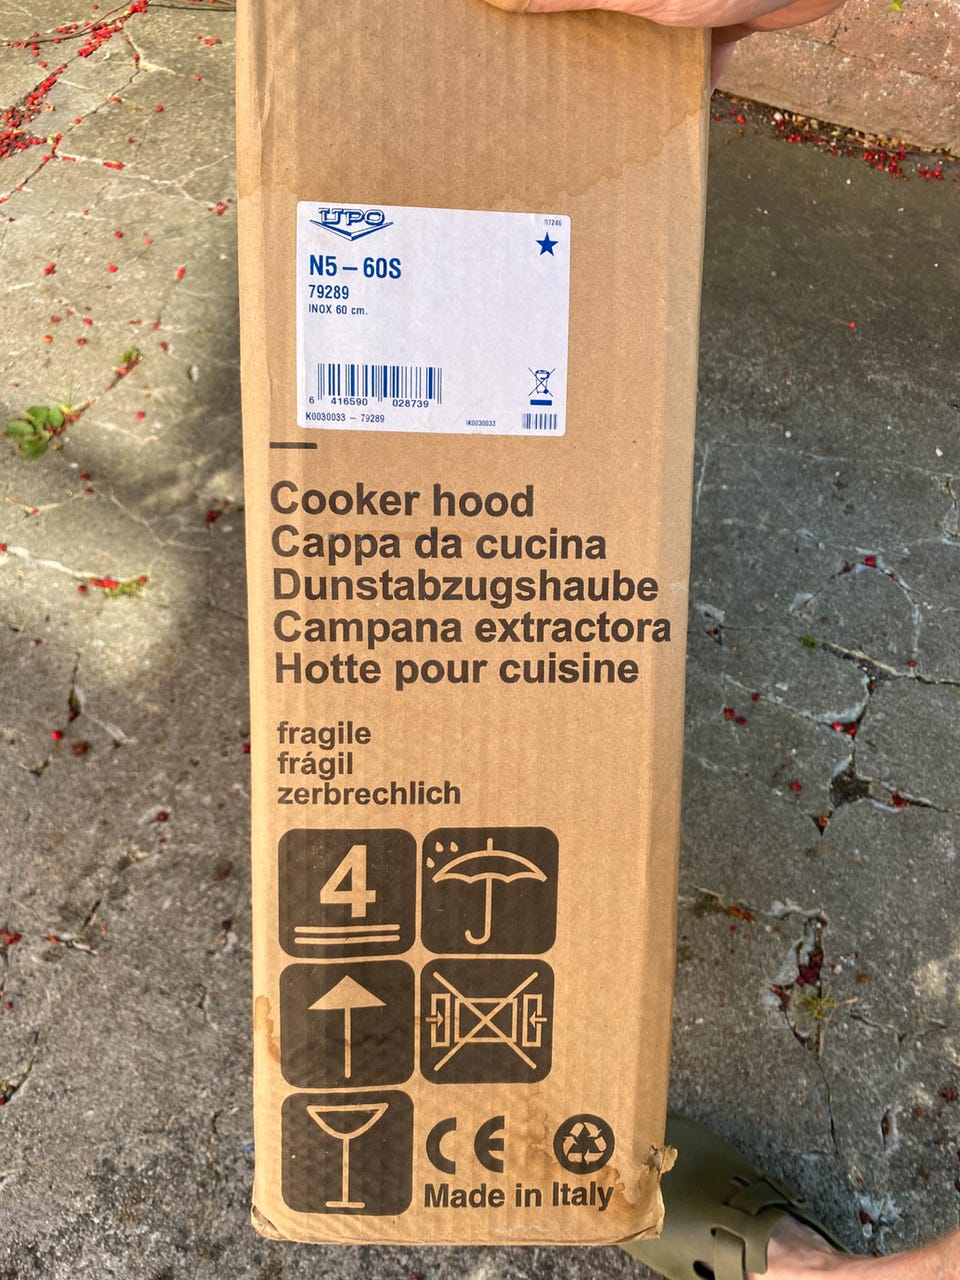 UPO
07246
N5 – 60S
79289
INOX 60 cm.
6 416590 028739
K0030033 – 79289
IK0030033
Cooker hood
Cappa da cucina
Dunstabzugshaube
Campana extractora
Hotte pour cuisine
fragile
frágil
zerbrechlich
4
CE
Made in Italy